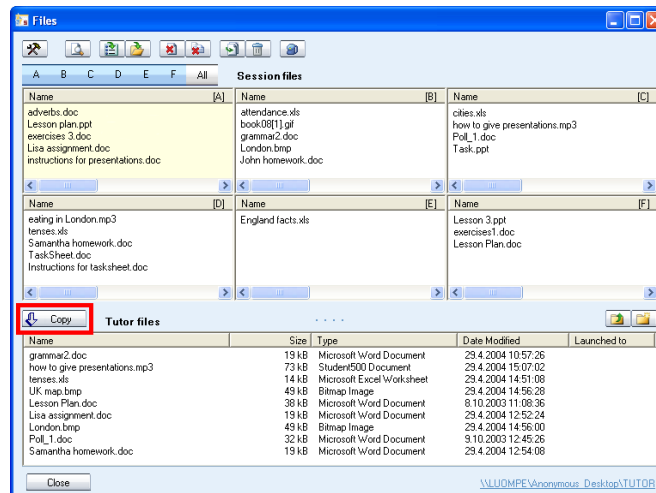 Files
A B C D E F All Session files
Name [A] Name [B] Name [C]
adverbs.doc
Lesson plan.ppt
exercises 3.doc
Lisa assignment.doc
instructions for presentations.doc
attendance.xls
book08[1].gif
grammar2.doc
London.bmp
John homework.doc
cities.xls
how to give presentations.mp3
Poll_1.doc
Task.ppt
Name [D] Name [E] Name [F]
eating in London.mp3
tenses.xls
Samantha homework.doc
TaskSheet.doc
Instructions for tasksheet.doc
England facts.xls
Lesson 3.ppt
exercises1.doc
Lesson Plan.doc
Copy Tutor files
Name Size Type Date Modified Launched to
grammar2.doc 19 kB Microsoft Word Document 29.4.2004 10:57:26
how to give presentations.mp3 73 kB Student500 Document 29.4.2004 15:07:02
tenses.xls 14 kB Microsoft Excel Worksheet 29.4.2004 14:51:08
UK map.bmp 49 kB Bitmap Image 29.4.2004 14:56:28
Lesson Plan.doc 38 kB Microsoft Word Document 8.10.2003 11:08:36
Lisa assignment.doc 19 kB Microsoft Word Document 29.4.2004 12:52:24
London.bmp 49 kB Bitmap Image 29.4.2004 14:56:00
Poll_1.doc 32 kB Microsoft Word Document 9.10.2003 12:45:26
Samantha homework.doc 19 kB Microsoft Word Document 29.4.2004 12:54:08
Close \\LUOMPE\Anonymous_Desktop\TUTOR